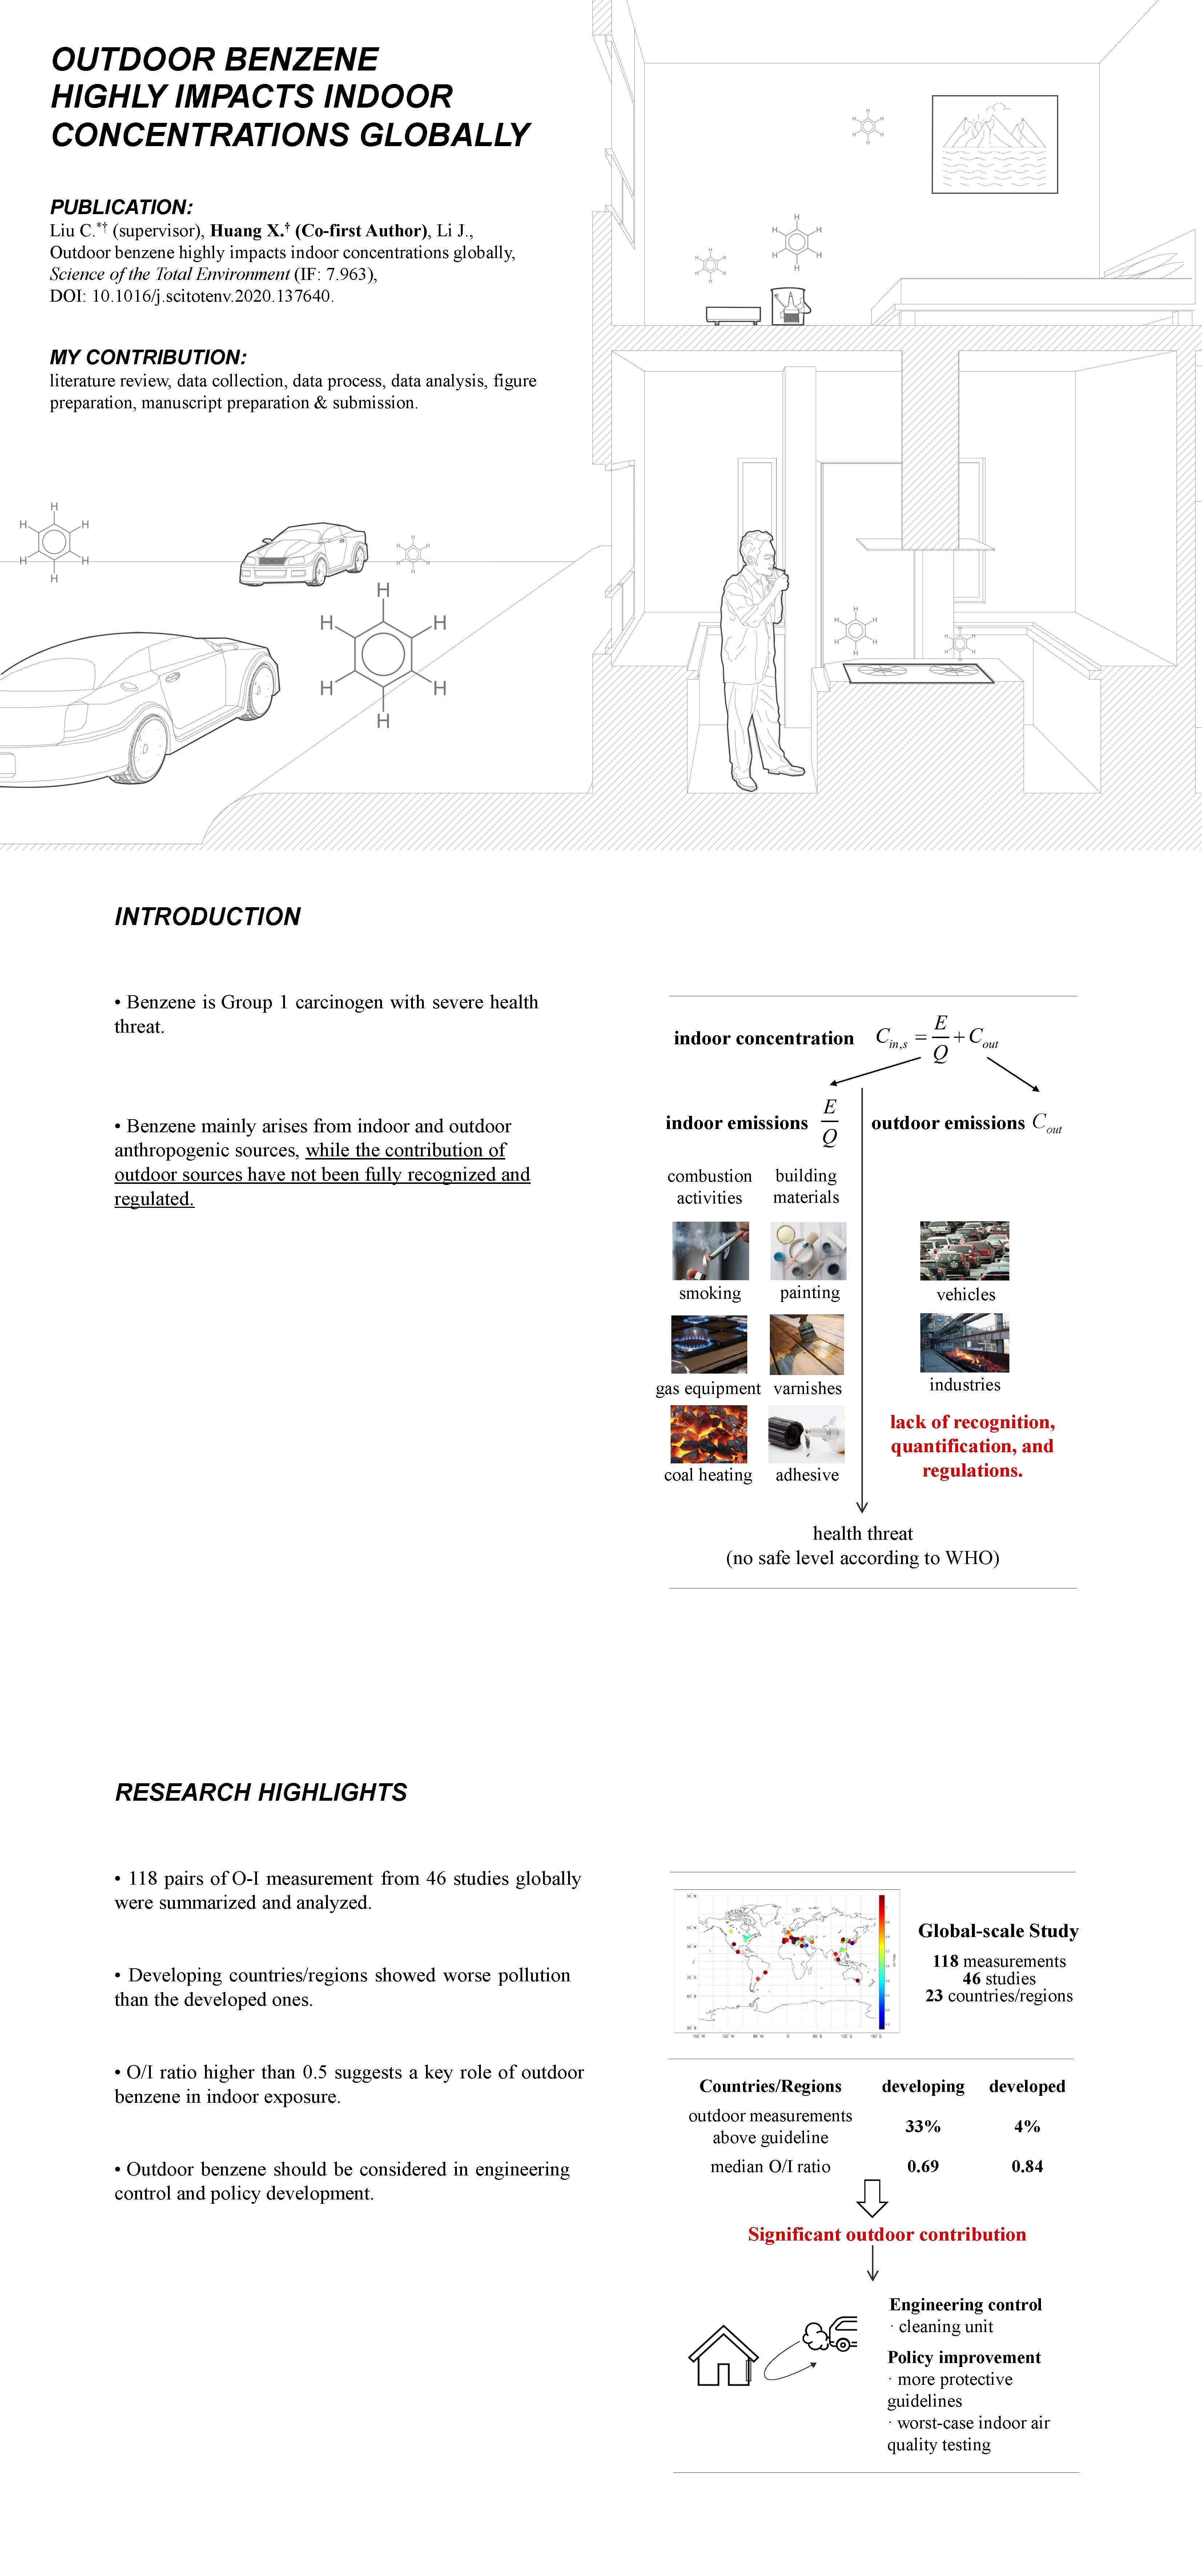 OUTDOOR BENZENE
HIGHLY IMPACTS INDOOR
CONCENTRATIONS GLOBALLY
PUBLICATION:
Liu C.*† (supervisor), Huang X.† (Co-first Author), Li J.,
Outdoor benzene highly impacts indoor concentrations globally,
Science of the Total Environment (IF: 7.963),
DOI: 10.1016/j.scitotenv.2020.137640.
MY CONTRIBUTION:
literature review, data collection, data process, data analysis, figure
preparation, manuscript preparation & submission.
H
H H
H H
H
INTRODUCTION
• Benzene is Group 1 carcinogen with severe health
threat.
• Benzene mainly arises from indoor and outdoor
anthropogenic sources, while the contribution of
outdoor sources have not been fully recognized and
regulated.
indoor concentration C_in,s = E/Q + C_out
indoor emissions E/Q outdoor emissions C_out
combustion building
activities materials
smoking painting vehicles
gas equipment varnishes industries
coal heating adhesive
lack of recognition,
quantification, and
regulations.
health threat
(no safe level according to WHO)
RESEARCH HIGHLIGHTS
• 118 pairs of O-I measurement from 46 studies globally
were summarized and analyzed.
• Developing countries/regions showed worse pollution
than the developed ones.
• O/I ratio higher than 0.5 suggests a key role of outdoor
benzene in indoor exposure.
• Outdoor benzene should be considered in engineering
control and policy development.
Global-scale Study
118 measurements
46 studies
23 countries/regions
Countries/Regions developing developed
outdoor measurements
above guideline 33% 4%
median O/I ratio 0.69 0.84
Significant outdoor contribution
Engineering control
· cleaning unit
Policy improvement
· more protective
guidelines
· worst-case indoor air
quality testing